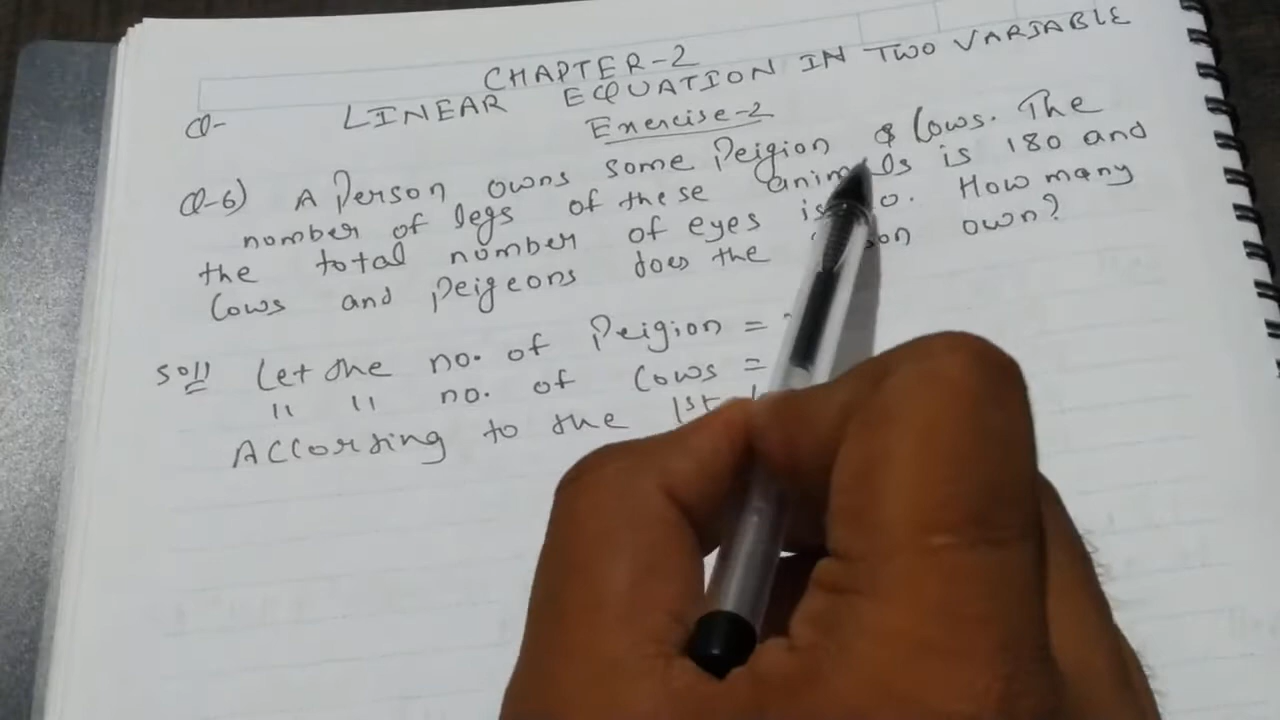 CHAPTER-2
Q- LINEAR EQUATION IN TWO VARIABLE
Exercise-2
Q-6) A Person owns some Peigion & Cows. The
number of legs of these animals is 180 and
the total number of eyes is 0. How many
Cows and Peigeons does the own?
Soll Let the no. of Peigion =
" " no. of Cows =
According to the 1st